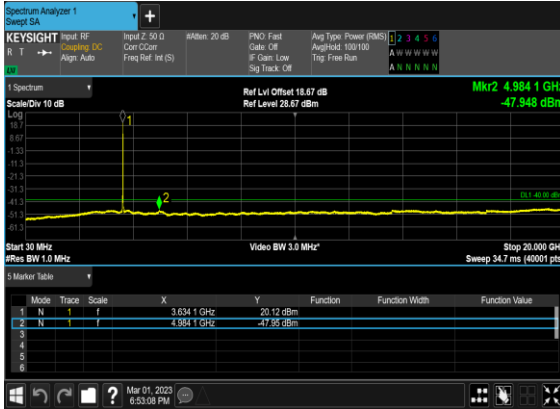 Spectrum Analyzer 1
Swept SA
+
KEYSIGHT Input: RF Input Z: 50 Ω #Atten: 20 dB PNO: Fast Avg Type: Power (RMS) 1 2 3 4 5 6
R T Coupling: DC Corr CCorr Gate: Off Avg|Hold: 100/100 A W W W W W
Align: Auto Freq Ref: Int (S) IF Gain: Low Trig: Free Run
Sig Track: Off A N N N N N
1 Spectrum Ref Lvl Offset 18.67 dB Mkr2 4.984 1 GHz
Scale/Div 10 dB Ref Level 28.67 dBm -47.948 dBm
Log
18.7
8.67
-1.33
-11.3
-21.3
-31.3
-41.3
-51.3
-61.3
1
2
DL1 -40.00 dBm
Start 30 MHz Video BW 3.0 MHz* Stop 20.000 GHz
#Res BW 1.0 MHz Sweep 34.7 ms (40001 pts)
5 Marker Table
Mode Trace Scale X Y Function Function Width Function Value
1 N 1 f 3.634 1 GHz 20.12 dBm
2 N 1 f 4.984 1 GHz -47.95 dBm
3
4
5
6
? Mar 01, 2023
6:53:08 PM